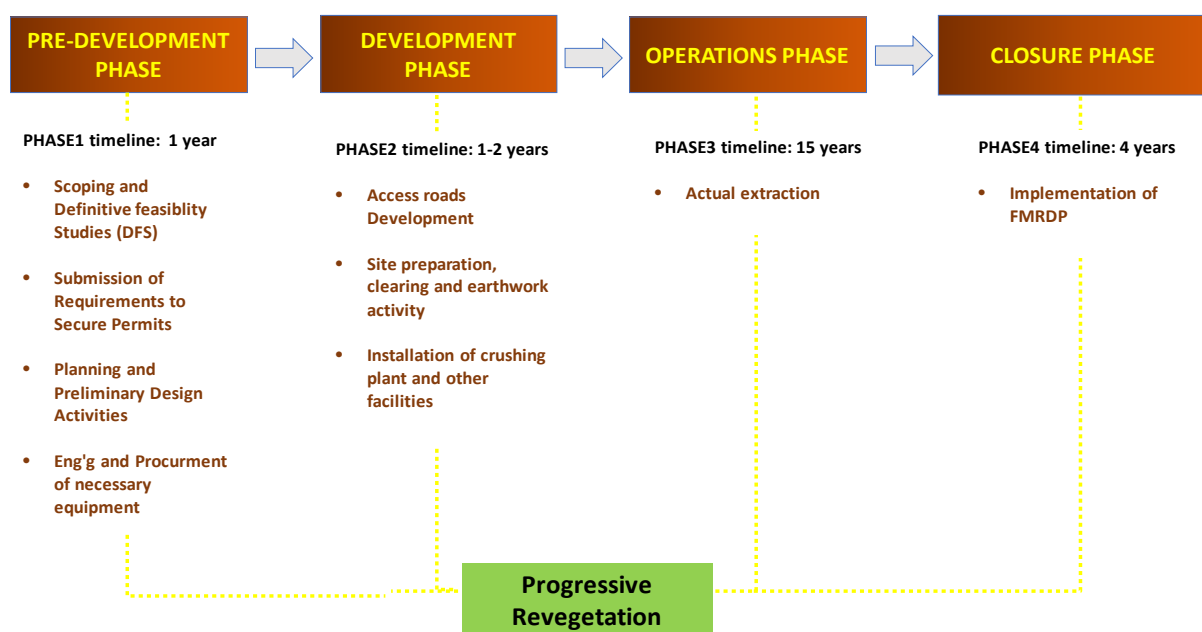 PRE-DEVELOPMENT
PHASE
DEVELOPMENT
PHASE
OPERATIONS PHASE
CLOSURE PHASE
PHASE1 timeline: 1 year
• Scoping and
Definitive feasiblity
Studies (DFS)
• Submission of
Requirements to
Secure Permits
• Planning and
Preliminary Design
Activities
• Eng'g and Procurment
of necessary
equipment
PHASE2 timeline: 1-2 years
• Access roads
Development
• Site preparation,
clearing and earthwork
activity
• Installation of crushing
plant and other
facilities
PHASE3 timeline: 15 years
• Actual extraction
PHASE4 timeline: 4 years
• Implementation of
FMRDP
Progressive
Revegetation